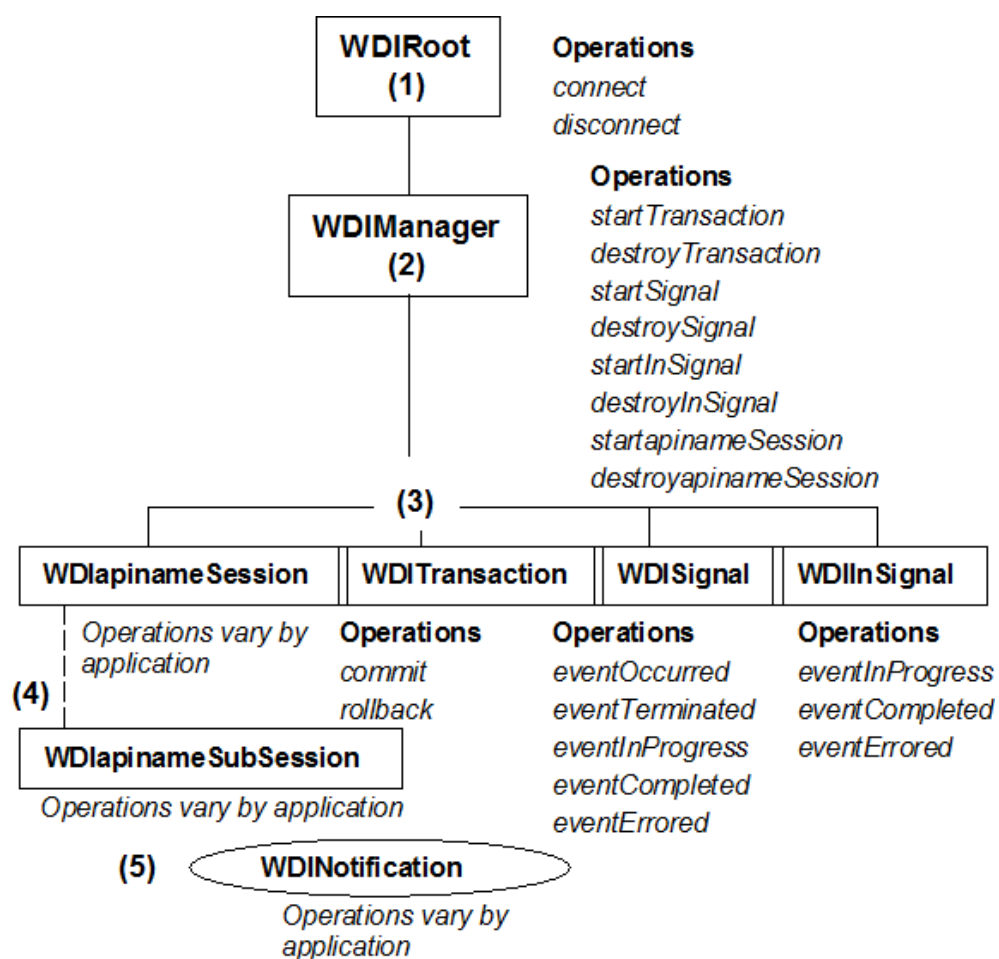 WDIRoot
(1)
Operations
connect
disconnect
WDIManager
(2)
Operations
startTransaction
destroyTransaction
startSignal
destroySignal
startInSignal
destroyInSignal
startapinameSession
destroyapinameSession
(3)
WDIapinameSession
WDITransaction
WDISignal
WDIInSignal
Operations vary by
application
Operations
commit
rollback
Operations
eventOccurred
eventTerminated
eventInProgress
eventCompleted
eventErrored
Operations
eventInProgress
eventCompleted
eventErrored
(4)
WDIapinameSubSession
Operations vary by application
(5)
WDINotification
Operations vary by
application